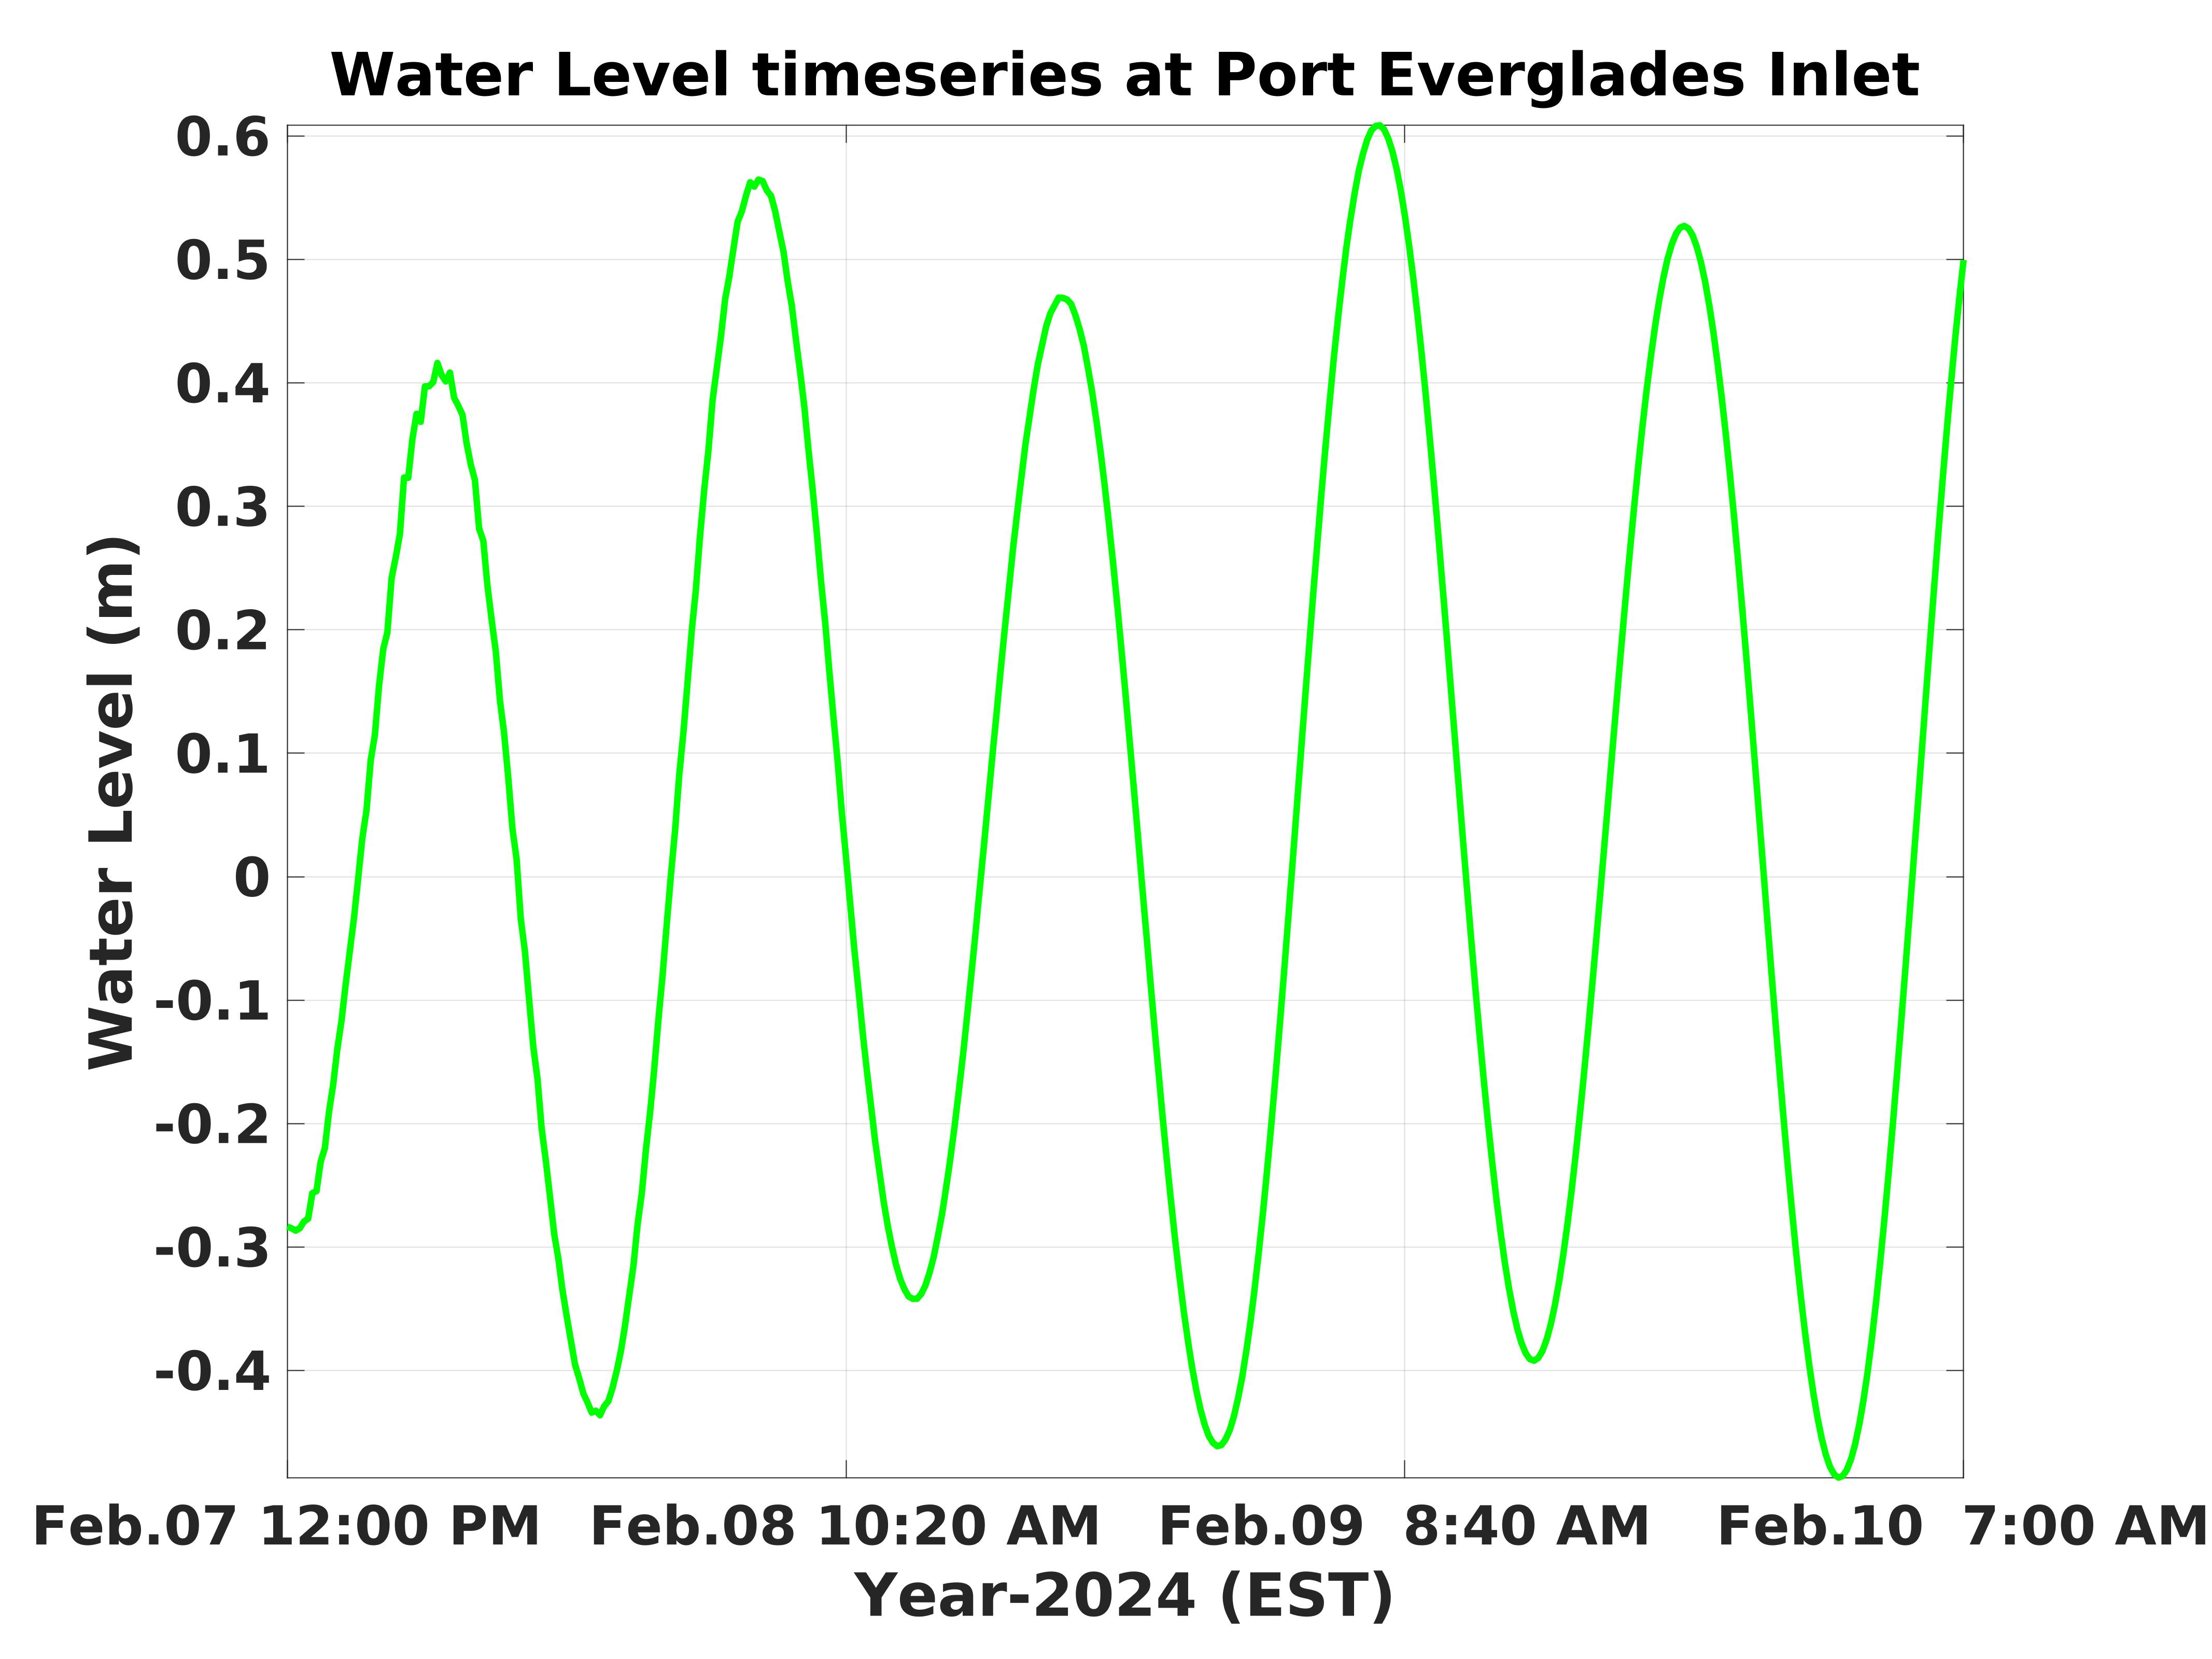 Water Level timeseries at Port Everglades Inlet
0.6
0.5
0.4
0.3
0.2
0.1
0
-0.1
-0.2
-0.3
-0.4
Water Level (m)
Feb.07 12:00 PM Feb.08 10:20 AM Feb.09 8:40 AM Feb.10 7:00 AM
Year-2024 (EST)